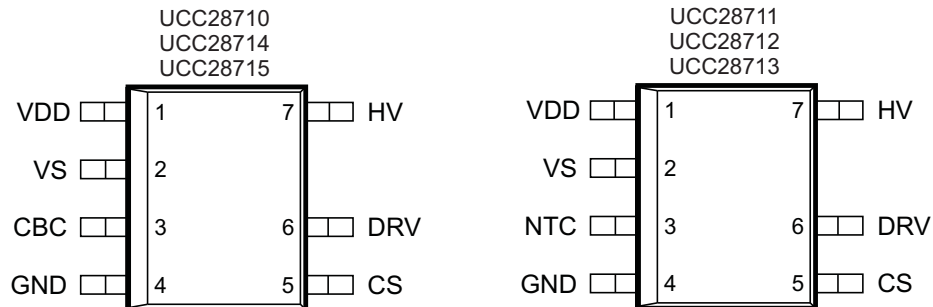 UCC28710
UCC28714
UCC28715
VDD 1 7 HV
VS 2
CBC 3 6 DRV
GND 4 5 CS
UCC28711
UCC28712
UCC28713
VDD 1 7 HV
VS 2
NTC 3 6 DRV
GND 4 5 CS